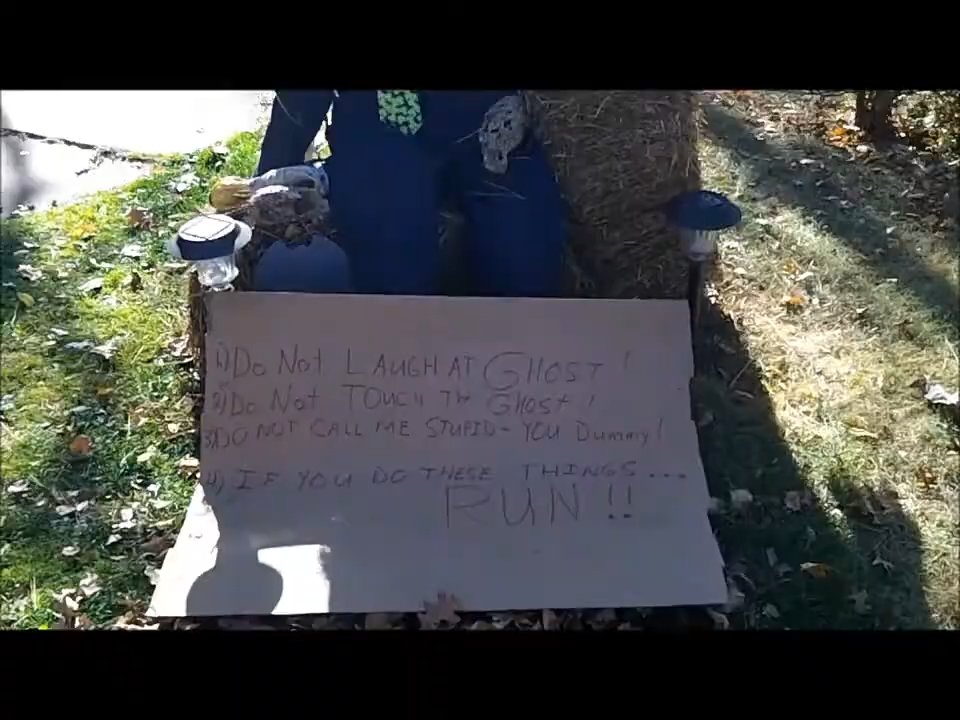 1) Do Not LAUGH AT GHOST!
2) Do Not TOUCH The GHOST!
3) DO NOT CALL ME STUPID - YOU Dummy!
4) IF YOU DO THESE THINGS...
RUN!!